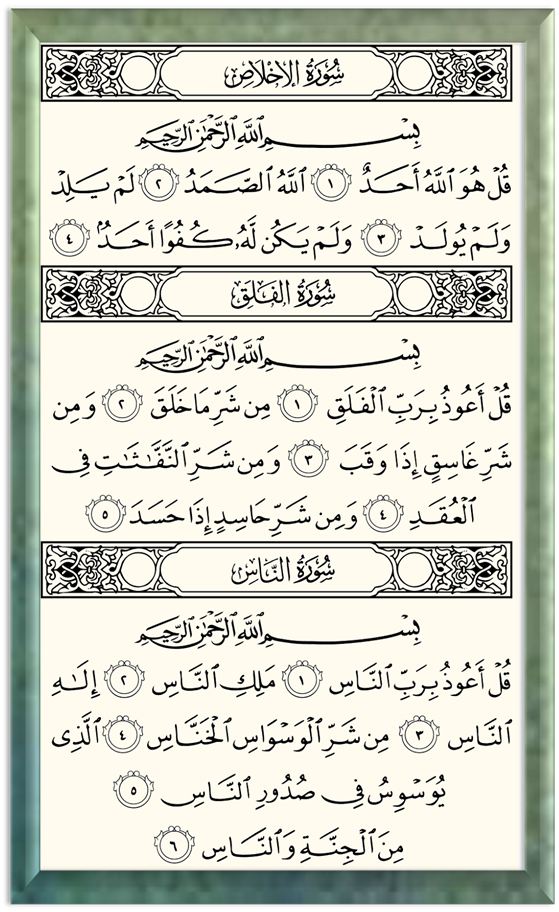 سُورَةُ الإِخْلَاصِ
بِسْمِ ٱللَّهِ ٱلرَّحْمَٰنِ ٱلرَّحِيمِ
قُلْ هُوَ ٱللَّهُ أَحَدٌ ١ ٱللَّهُ ٱلصَّمَدُ ٢ لَمْ يَلِدْ
وَلَمْ يُولَدْ ٣ وَلَمْ يَكُن لَّهُۥ كُفُوًا أَحَدٌۢ ٤
سُورَةُ الفَلَقِ
بِسْمِ ٱللَّهِ ٱلرَّحْمَٰنِ ٱلرَّحِيمِ
قُلْ أَعُوذُ بِرَبِّ ٱلْفَلَقِ ١ مِن شَرِّ مَا خَلَقَ ٢ وَمِن
شَرِّ غَاسِقٍ إِذَا وَقَبَ ٣ وَمِن شَرِّ ٱلنَّفَّٰثَٰتِ فِى
ٱلْعُقَدِ ٤ وَمِن شَرِّ حَاسِدٍ إِذَا حَسَدَ ٥
سُورَةُ النَّاسِ
بِسْمِ ٱللَّهِ ٱلرَّحْمَٰنِ ٱلرَّحِيمِ
قُلْ أَعُوذُ بِرَبِّ ٱلنَّاسِ ١ مَلِكِ ٱلنَّاسِ ٢ إِلَٰهِ
ٱلنَّاسِ ٣ مِن شَرِّ ٱلْوَسْوَاسِ ٱلْخَنَّاسِ ٤ ٱلَّذِى
يُوَسْوِسُ فِى صُدُورِ ٱلنَّاسِ ٥
مِنَ ٱلْجِنَّةِ وَٱلنَّاسِ ٦